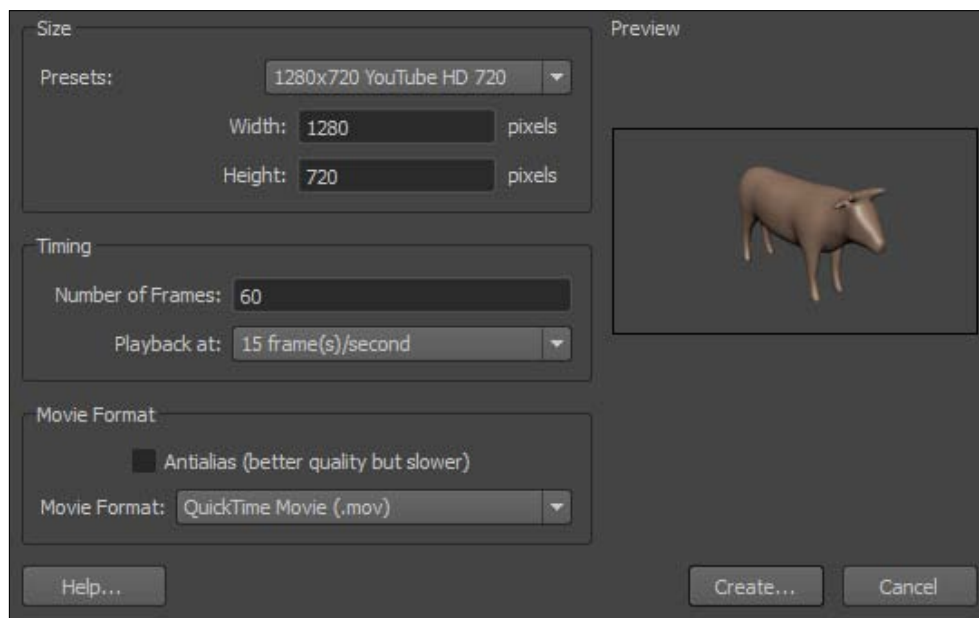 Size
Presets: 1280x720 YouTube HD 720
Width: 1280 pixels
Height: 720 pixels
Timing
Number of Frames: 60
Playback at: 15 frame(s)/second
Movie Format
Antialias (better quality but slower)
Movie Format: QuickTime Movie (.mov)
Preview
Help... Create... Cancel